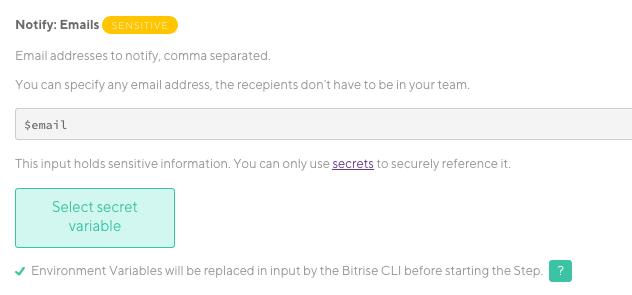 Notify: Emails SENSITIVE
Email addresses to notify, comma separated.
You can specify any email address, the recepients don't have to be in your team.
$email
This input holds sensitive information. You can only use secrets to securely reference it.
Select secret
variable
Environment Variables will be replaced in input by the Bitrise CLI before starting the Step. ?